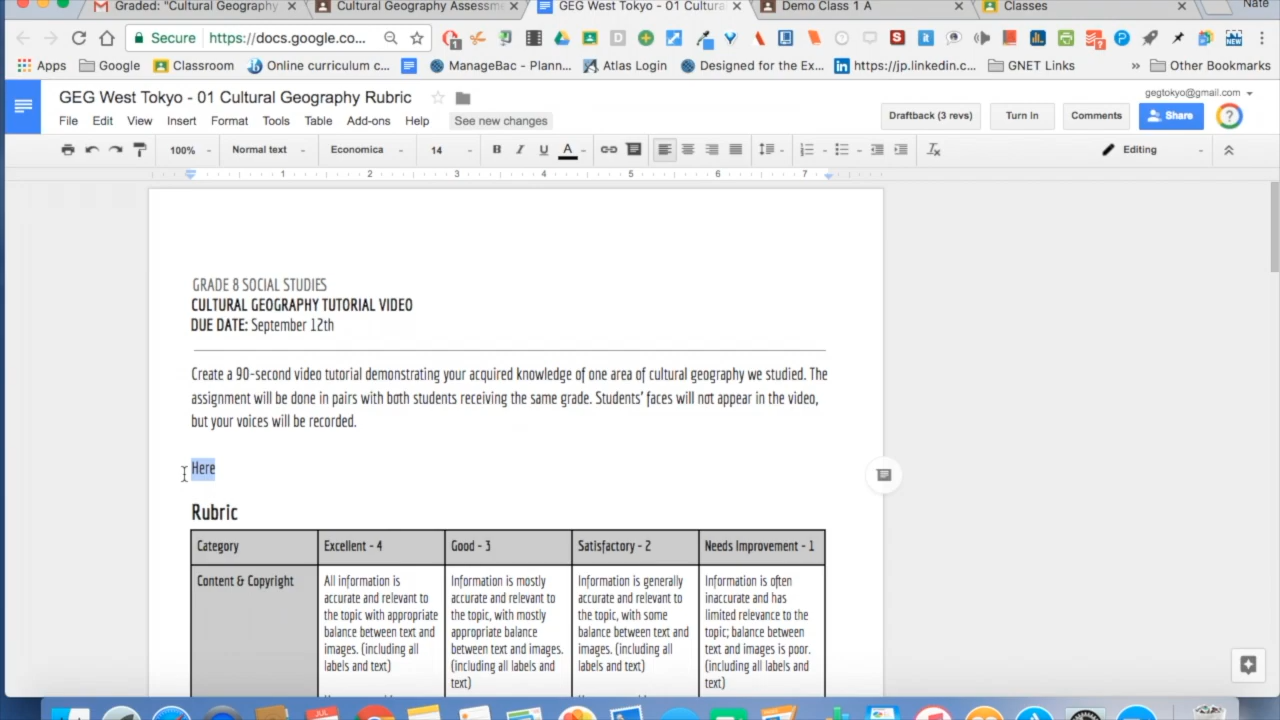 Graded: "Cultural Geography
Cultural Geography Assessm
GEG West Tokyo - 01 Cultura
Demo Class 1 A
Classes
Nate
Secure
https://docs.google.co...
Apps
Google
Classroom
Online curriculum c...
ManageBac - Plann...
Atlas Login
Designed for the Ex...
https://jp.linkedin.c...
GNET Links
»
Other Bookmarks
GEG West Tokyo - 01 Cultural Geography Rubric
gegtokyo@gmail.com
File Edit View Insert Format Tools Table Add-ons Help See new changes
Draftback (3 revs)
Turn In
Comments
Share
100%
Normal text
Economica
14
B I U A
Editing
1 2 3 4 5 6 7
GRADE 8 SOCIAL STUDIES
CULTURAL GEOGRAPHY TUTORIAL VIDEO
DUE DATE: September 12th
Create a 90-second video tutorial demonstrating your acquired knowledge of one area of cultural geography we studied. The
assignment will be done in pairs with both students receiving the same grade. Students' faces will not appear in the video,
but your voices will be recorded.
Here
Rubric
Category
Excellent - 4
Good - 3
Satisfactory - 2
Needs Improvement - 1
Content & Copyright
All information is
accurate and relevant to
the topic with appropriate
balance between text and
images. (including all
labels and text)
Information is mostly
accurate and relevant to
the topic, with mostly
appropriate balance
between text and images.
(including all labels and
text)
Information is generally
accurate and relevant to
the topic, with some
balance between text and
images. (including all
labels and text)
Information is often
inaccurate and has
limited relevance to the
topic; balance between
text and images is poor.
(including all labels and
text)
JUL